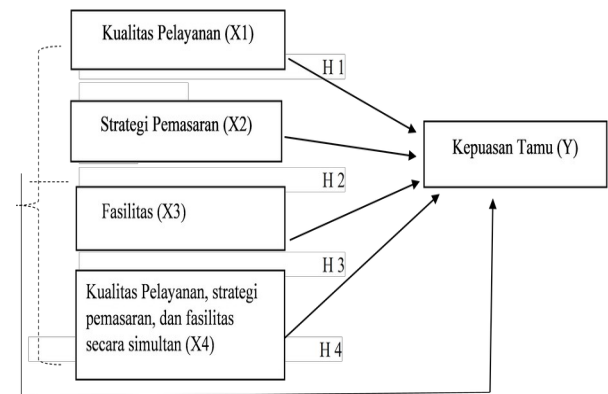 Kualitas Pelayanan (X1)
H 1
Strategi Pemasaran (X2)
Kepuasan Tamu (Y)
H 2
Fasilitas (X3)
H 3
Kualitas Pelayanan, strategi
pemasaran, dan fasilitas
secara simultan (X4)
H 4